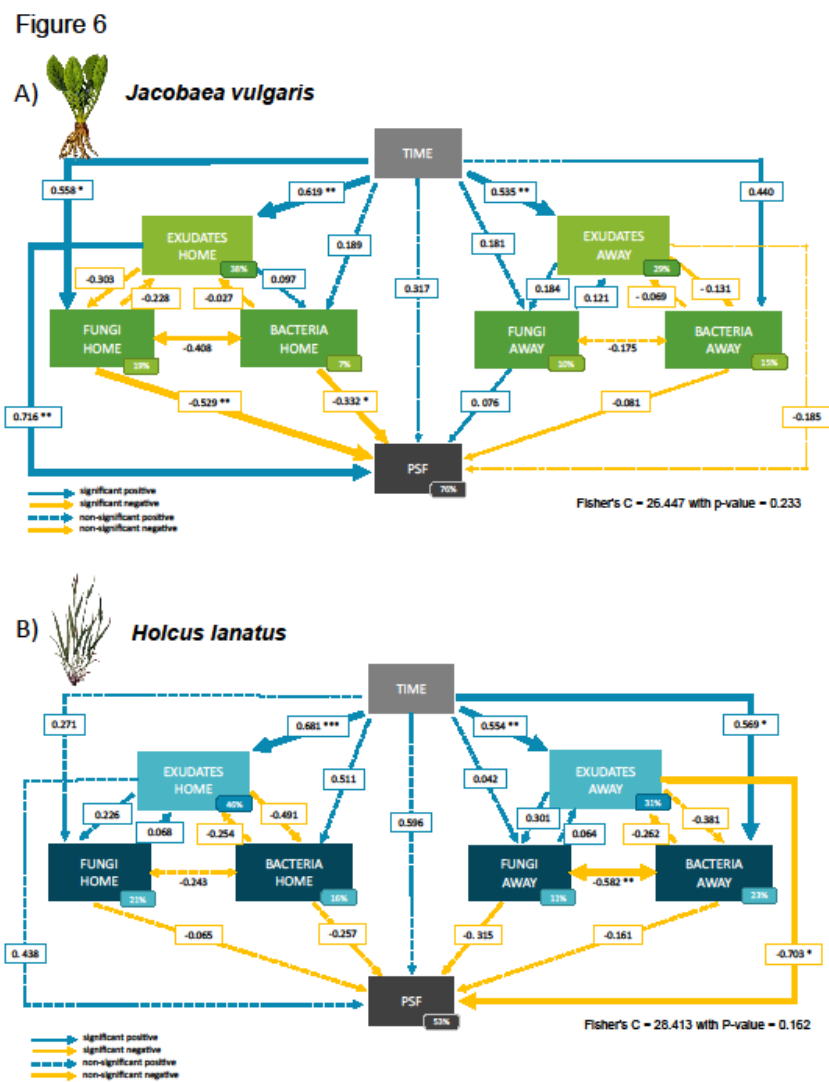 Figure 6
A)
Jacobaea vulgaris
TIME
0.558 *
0.619 **
0.535 **
0.440
EXUDATES
HOME
38%
0.189
0.317
0.181
EXUDATES
AWAY
29%
-0.303
-0.228
0.097
-0.027
0.184
0.121
- 0.069
- 0.131
FUNGI
HOME
19%
-0.408
BACTERIA
HOME
7%
FUNGI
AWAY
10%
-0.175
BACTERIA
AWAY
15%
0.716 **
-0.529 **
-0.332 *
0. 076
-0.081
-0.185
PSF
76%
significant positive
significant negative
non-significant positive
non-significant negative
Fisher's C = 26.447 with p-value = 0.233
B)
Holcus lanatus
TIME
0.271
0.681 ***
0.554 **
0.569 *
EXUDATES
HOME
46%
0.511
0.596
0.042
EXUDATES
AWAY
31%
0.226
0.068
-0.254
-0.491
0.301
0.064
-0.262
-0.381
FUNGI
HOME
21%
-0.243
BACTERIA
HOME
16%
FUNGI
AWAY
11%
-0.582 **
BACTERIA
AWAY
23%
0. 438
-0.065
-0.257
-0. 315
-0.161
-0.703 *
PSF
53%
significant positive
significant negative
non-significant positive
non-significant negative
Fisher's C = 28.413 with P-value = 0.162